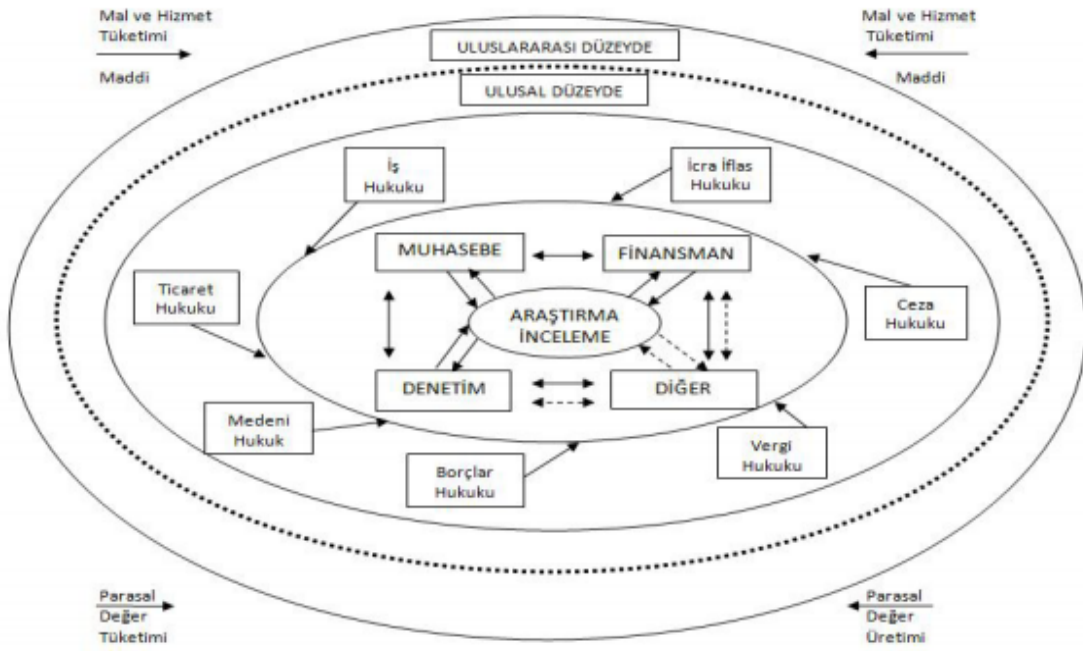 Mal ve Hizmet
Tüketimi
Maddi
Mal ve Hizmet
Tüketimi
Maddi
ULUSLARARASI DÜZEYDE
ULUSAL DÜZEYDE
İş
Hukuku
İcra İflas
Hukuku
MUHASEBE
FİNANSMAN
Ticaret
Hukuku
ARAŞTIRMA
İNCELEME
Ceza
Hukuku
DENETİM
DİĞER
Medeni
Hukuk
Borçlar
Hukuku
Vergi
Hukuku
Parasal
Değer
Tüketimi
Parasal
Değer
Üretimi